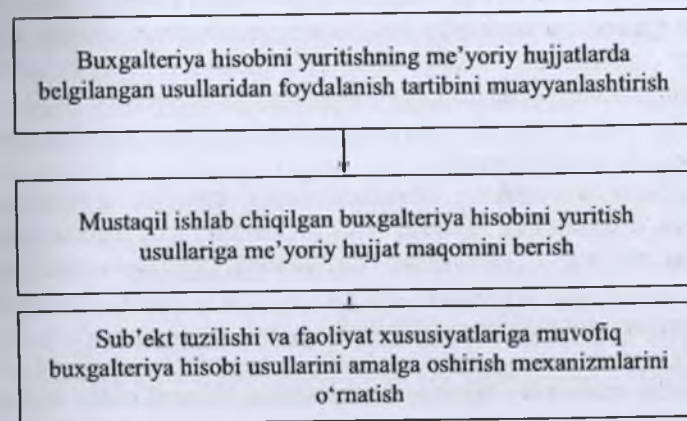 Buxgalteriya hisobini yuritishning me’yoriy hujjatlarda
belgilangan usullaridan foydalanish tartibini muayyanlashtirish
Mustaqil ishlab chiqilgan buxgalteriya hisobini yuritish
usullariga me’yoriy hujjat maqomini berish
Sub’ekt tuzilishi va faoliyat xususiyatlariga muvofiq
buxgalteriya hisobi usullarini amalga oshirish mexanizmlarini
o‘rnatish